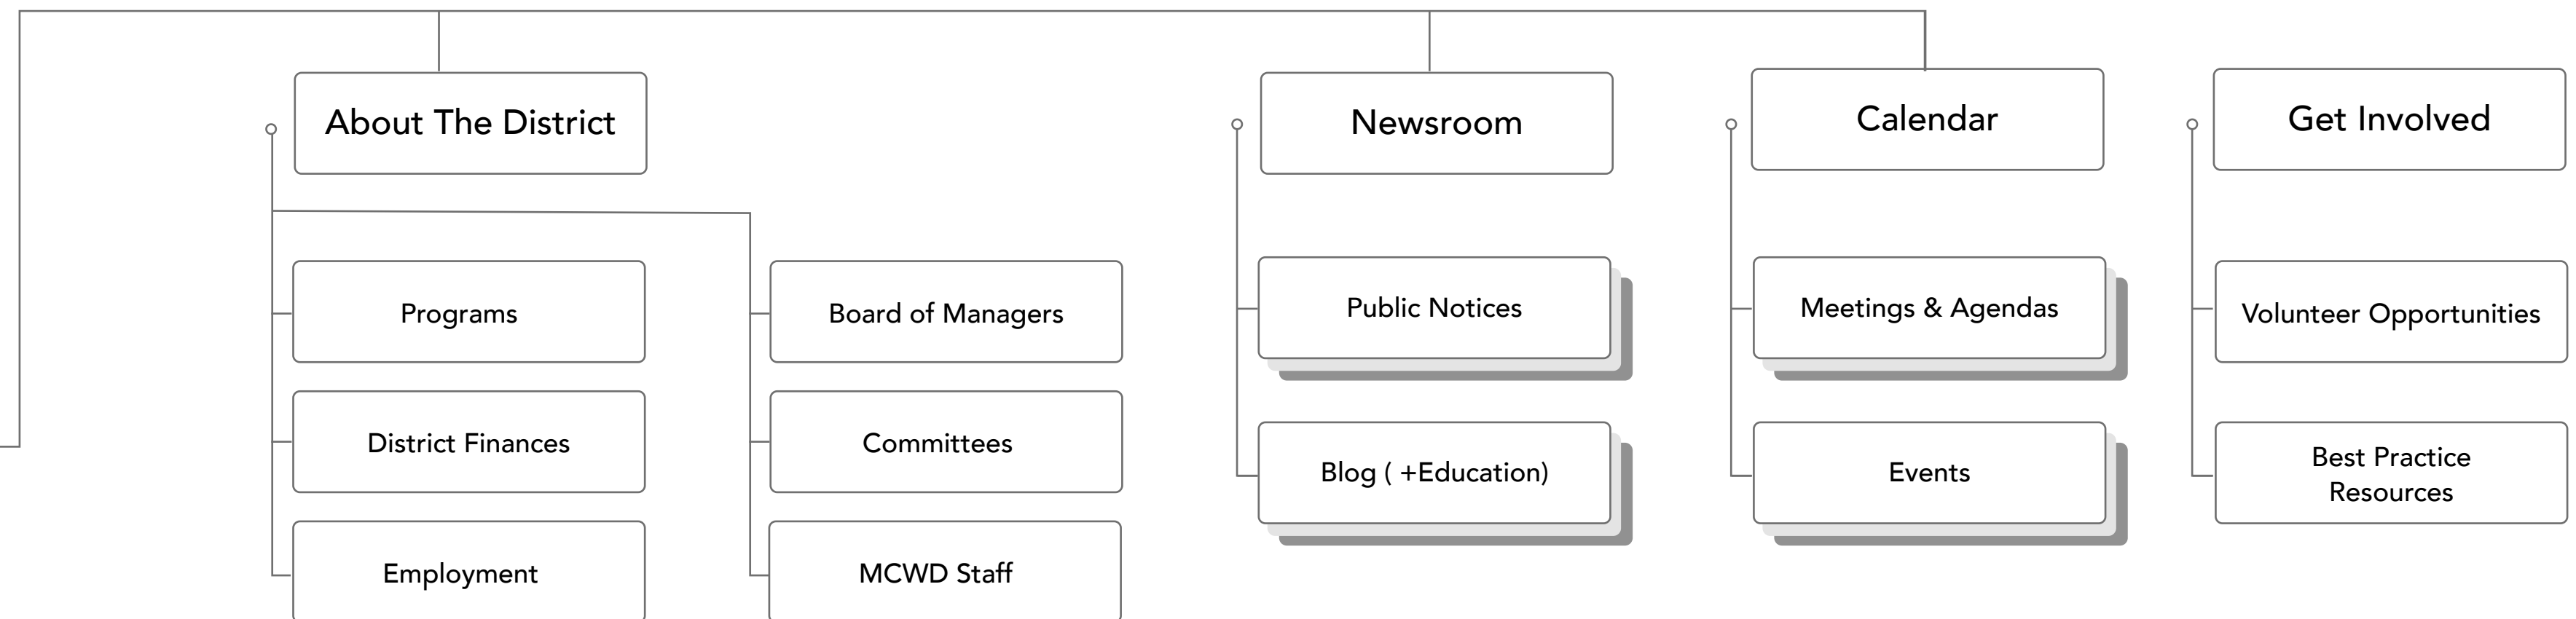 About The District
Newsroom
Calendar
Get Involved
Programs
Board of Managers
Public Notices
Meetings & Agendas
Volunteer Opportunities
District Finances
Committees
Blog ( +Education)
Events
Best Practice
Resources
Employment
MCWD Staff